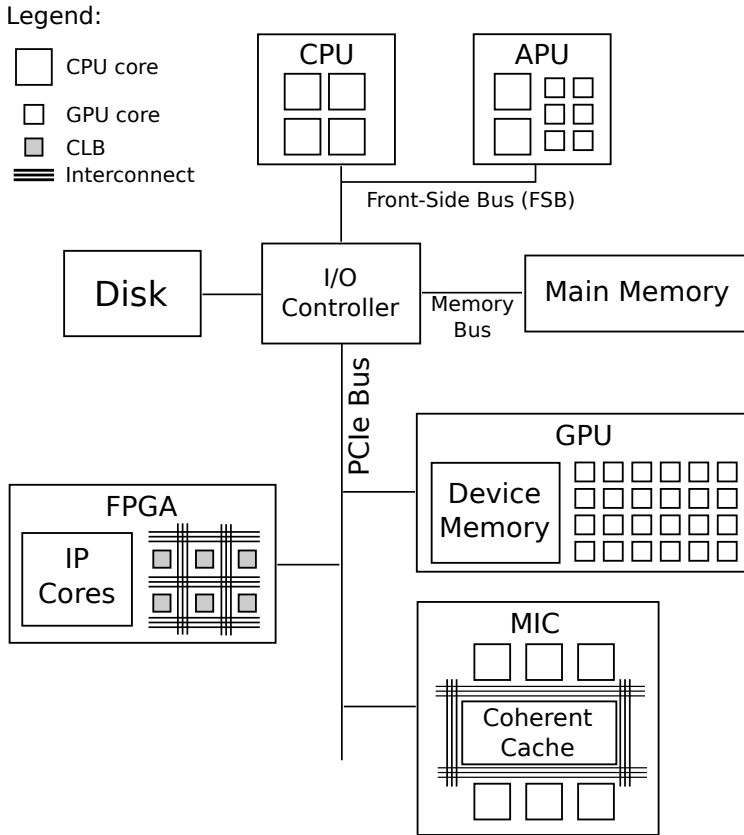 Legend:
CPU core
GPU core
CLB
Interconnect
CPU
APU
Front-Side Bus (FSB)
Disk
I/O
Controller
Memory
Bus
Main Memory
PCIe Bus
GPU
Device
Memory
FPGA
IP
Cores
MIC
Coherent
Cache